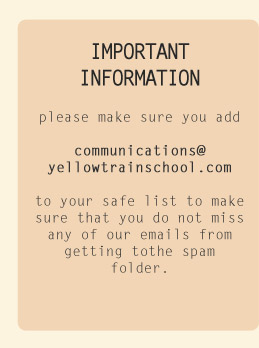 IMPORTANT
INFORMATION
please make sure you add
communications@
yellowtrainschool.com
to your safe list to make
sure that you do not miss
any of our emails from
getting tothe spam
folder.